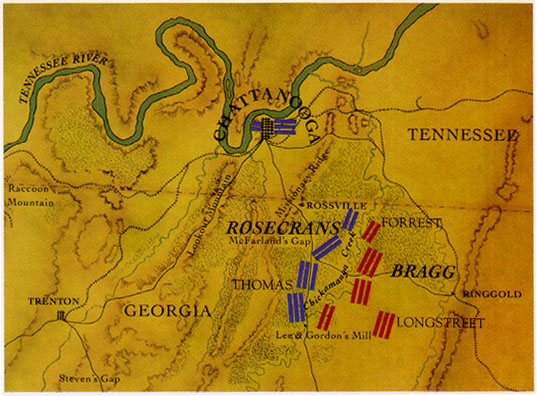 TENNESSEE RIVER
CHATTANOOGA
TENNESSEE
Raccoon
Mountain
Lookout Mountain
Missionary Ridge
ROSSVILLE
ROSECRANS
FORREST
McFarland's Gap
Chickamauga Creek
BRAGG
THOMAS
RINGGOLD
TRENTON
GEORGIA
LONGSTREET
Lee & Gordon's Mill
Steven's Gap